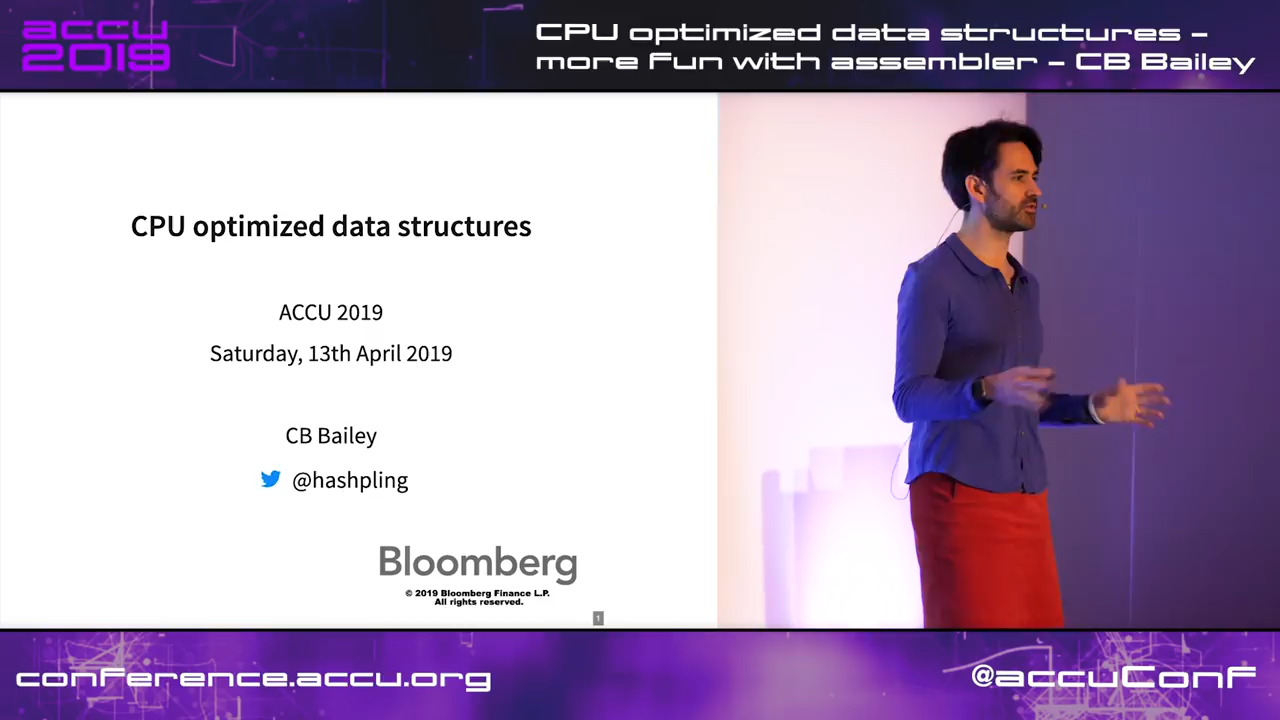 accu
2019
CPU optimized data structures –
more fun with assembler – CB Bailey
CPU optimized data structures
ACCU 2019
Saturday, 13th April 2019
CB Bailey
@hashpling
Bloomberg
© 2019 Bloomberg Finance L.P.
All rights reserved.
1
conference.accu.org
@accuConf